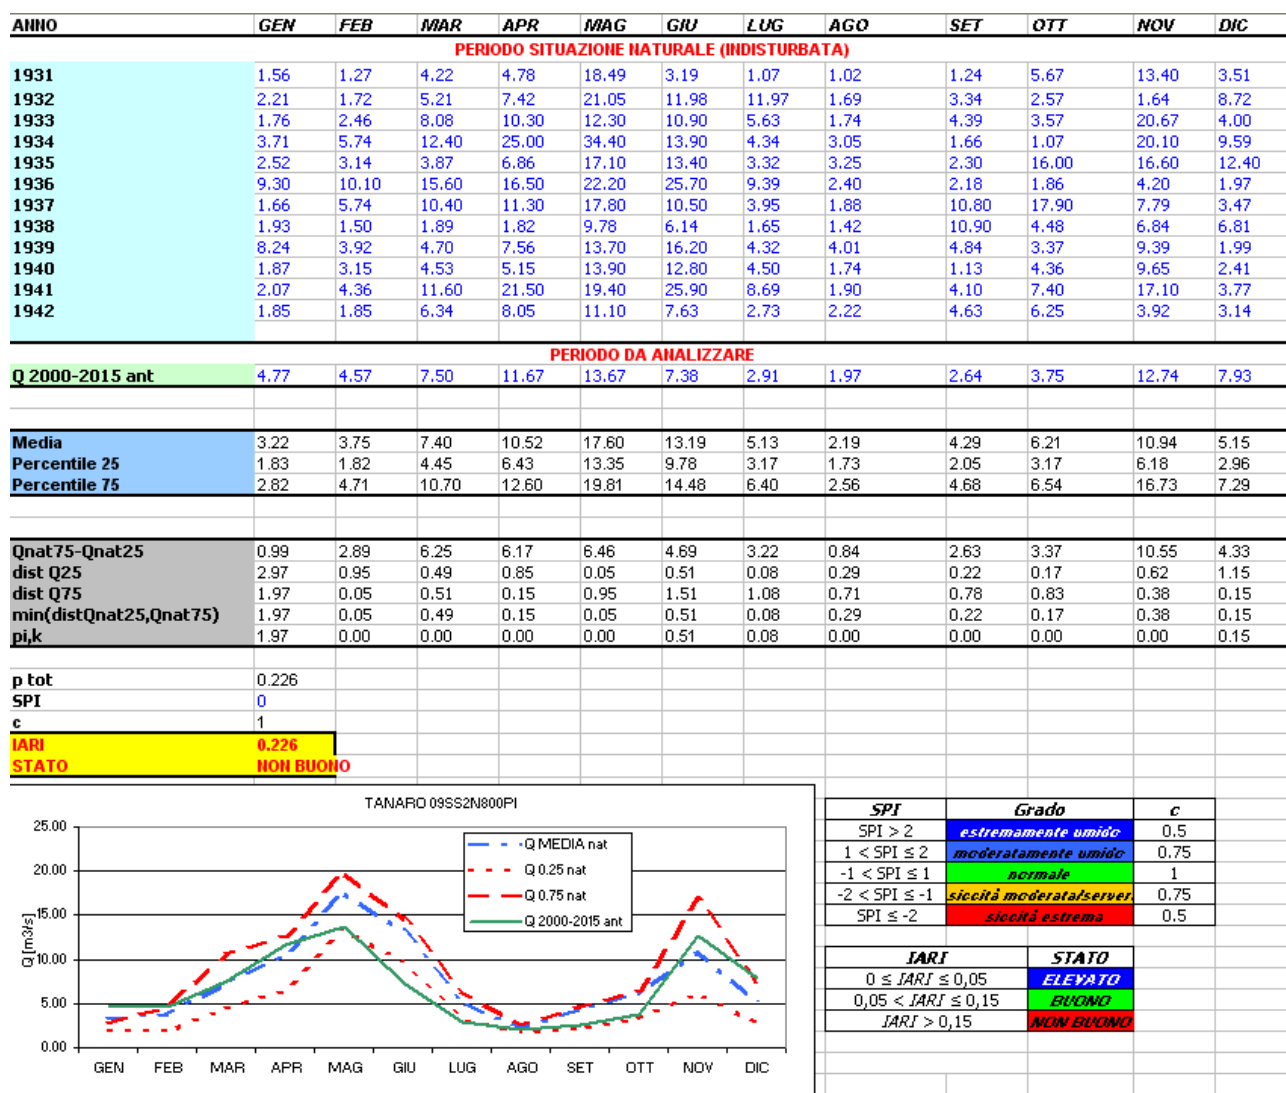 ANNO GEN FEB MAR APR MAG GIU LUG AGO SET OTT NOV DIC
PERIODO SITUAZIONE NATURALE (INDISTURBATA)
1931 1.56 1.27 4.22 4.78 18.49 3.19 1.07 1.02 1.24 5.67 13.40 3.51
1932 2.21 1.72 5.21 7.42 21.05 11.98 11.97 1.69 3.34 2.57 1.64 8.72
1933 1.76 2.46 8.08 10.30 12.30 10.90 5.63 1.74 4.39 3.57 20.67 4.00
1934 3.71 5.74 12.40 25.00 34.40 13.90 4.34 3.05 1.66 1.07 20.10 9.59
1935 2.52 3.14 3.87 6.86 17.10 13.40 3.32 3.25 2.30 16.00 16.60 12.40
1936 9.30 10.10 15.60 16.50 22.20 25.70 9.39 2.40 2.18 1.86 4.20 1.97
1937 1.66 5.74 10.40 11.30 17.80 10.50 3.95 1.88 10.80 17.90 7.79 3.47
1938 1.93 1.50 1.89 1.82 9.78 6.14 1.65 1.42 10.90 4.48 6.84 6.81
1939 8.24 3.92 4.70 7.56 13.70 16.20 4.32 4.01 4.84 3.37 9.39 1.99
1940 1.87 3.15 4.53 5.15 13.90 12.80 4.50 1.74 1.13 4.36 9.65 2.41
1941 2.07 4.36 11.60 21.50 19.40 25.90 8.69 1.90 4.10 7.40 17.10 3.77
1942 1.85 1.85 6.34 8.05 11.10 7.63 2.73 2.22 4.63 6.25 3.92 3.14
PERIODO DA ANALIZZARE
Q 2000-2015 ant 4.77 4.57 7.50 11.67 13.67 7.38 2.91 1.97 2.64 3.75 12.74 7.93
Media 3.22 3.75 7.40 10.52 17.60 13.19 5.13 2.19 4.29 6.21 10.94 5.15
Percentile 25 1.83 1.82 4.45 6.43 13.35 9.78 3.17 1.73 2.05 3.17 6.18 2.96
Percentile 75 2.82 4.71 10.70 12.60 19.81 14.48 6.40 2.56 4.68 6.54 16.73 7.29
Qnat75-Qnat25 0.99 2.89 6.25 6.17 6.46 4.69 3.22 0.84 2.63 3.37 10.55 4.33
dist Q25 2.97 0.95 0.49 0.85 0.05 0.51 0.08 0.29 0.22 0.17 0.62 1.15
dist Q75 1.97 0.05 0.51 0.15 0.95 1.51 1.08 0.71 0.78 0.83 0.38 0.15
min(distQnat25,Qnat75) 1.97 0.05 0.49 0.15 0.05 0.51 0.08 0.29 0.22 0.17 0.38 0.15
pi,k 1.97 0.00 0.00 0.00 0.00 0.51 0.08 0.00 0.00 0.00 0.00 0.15
p tot 0.226
SPI 0
c 1
IARI 0.226
STATO NON BUONO
TANARO 09SS2N800PI
Q [m3/s]
25.00
20.00
15.00
10.00
5.00
0.00
GEN FEB MAR APR MAG GIU LUG AGO SET OTT NOV DIC
Q MEDIA nat
Q 0.25 nat
Q 0.75 nat
Q 2000-2015 ant
SPI Grado c
SPI > 2 estremamente umido 0.5
1 < SPI ≤ 2 moderatamente umido 0.75
-1 < SPI ≤ 1 normale 1
-2 < SPI ≤ -1 siccitá moderata/server 0.75
SPI ≤ -2 siccitá estrema 0.5
IARI STATO
0 ≤ IARI ≤ 0,05 ELEVATO
0,05 < IARI ≤ 0,15 BUONO
IARI > 0,15 NON BUONO